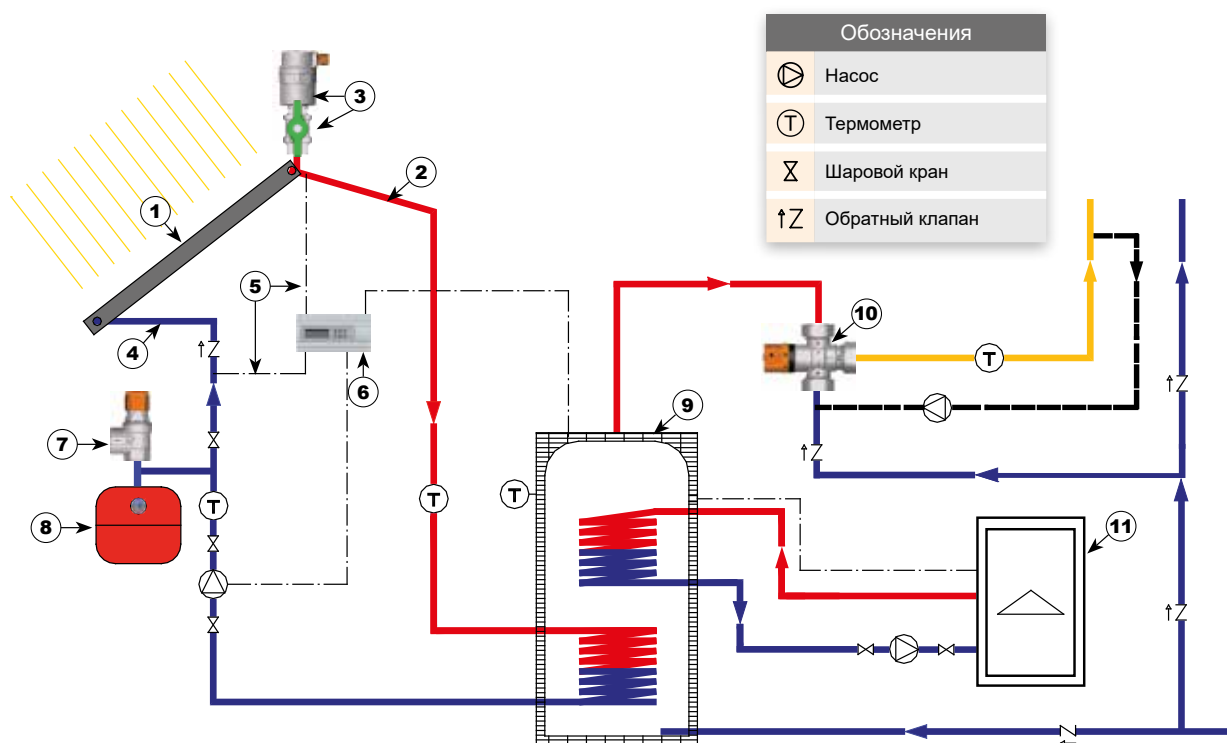 Обозначения
Насос
T
Термометр
Шаровой кран
Обратный клапан
3
2
1
5
4
6
10
T
7
9
8
T
T
T
11